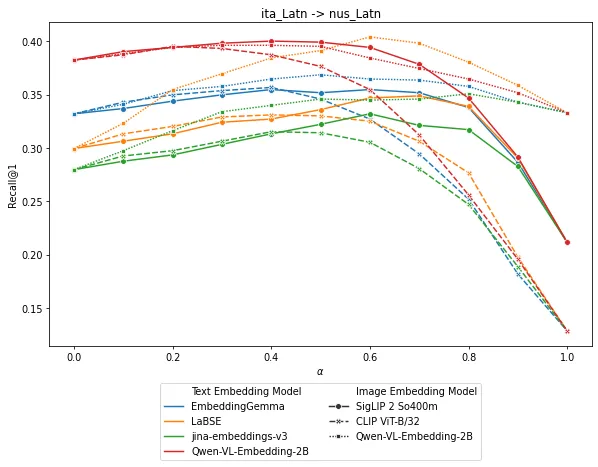 ita_Latn -> nus_Latn
Recall@1
0.40
0.35
0.30
0.25
0.20
0.15
0.0
0.2
0.4
0.6
0.8
1.0
α
Text Embedding Model
EmbeddingGemma
LaBSE
jina-embeddings-v3
Qwen-VL-Embedding-2B
Image Embedding Model
SigLIP 2 So400m
CLIP ViT-B/32
Qwen-VL-Embedding-2B